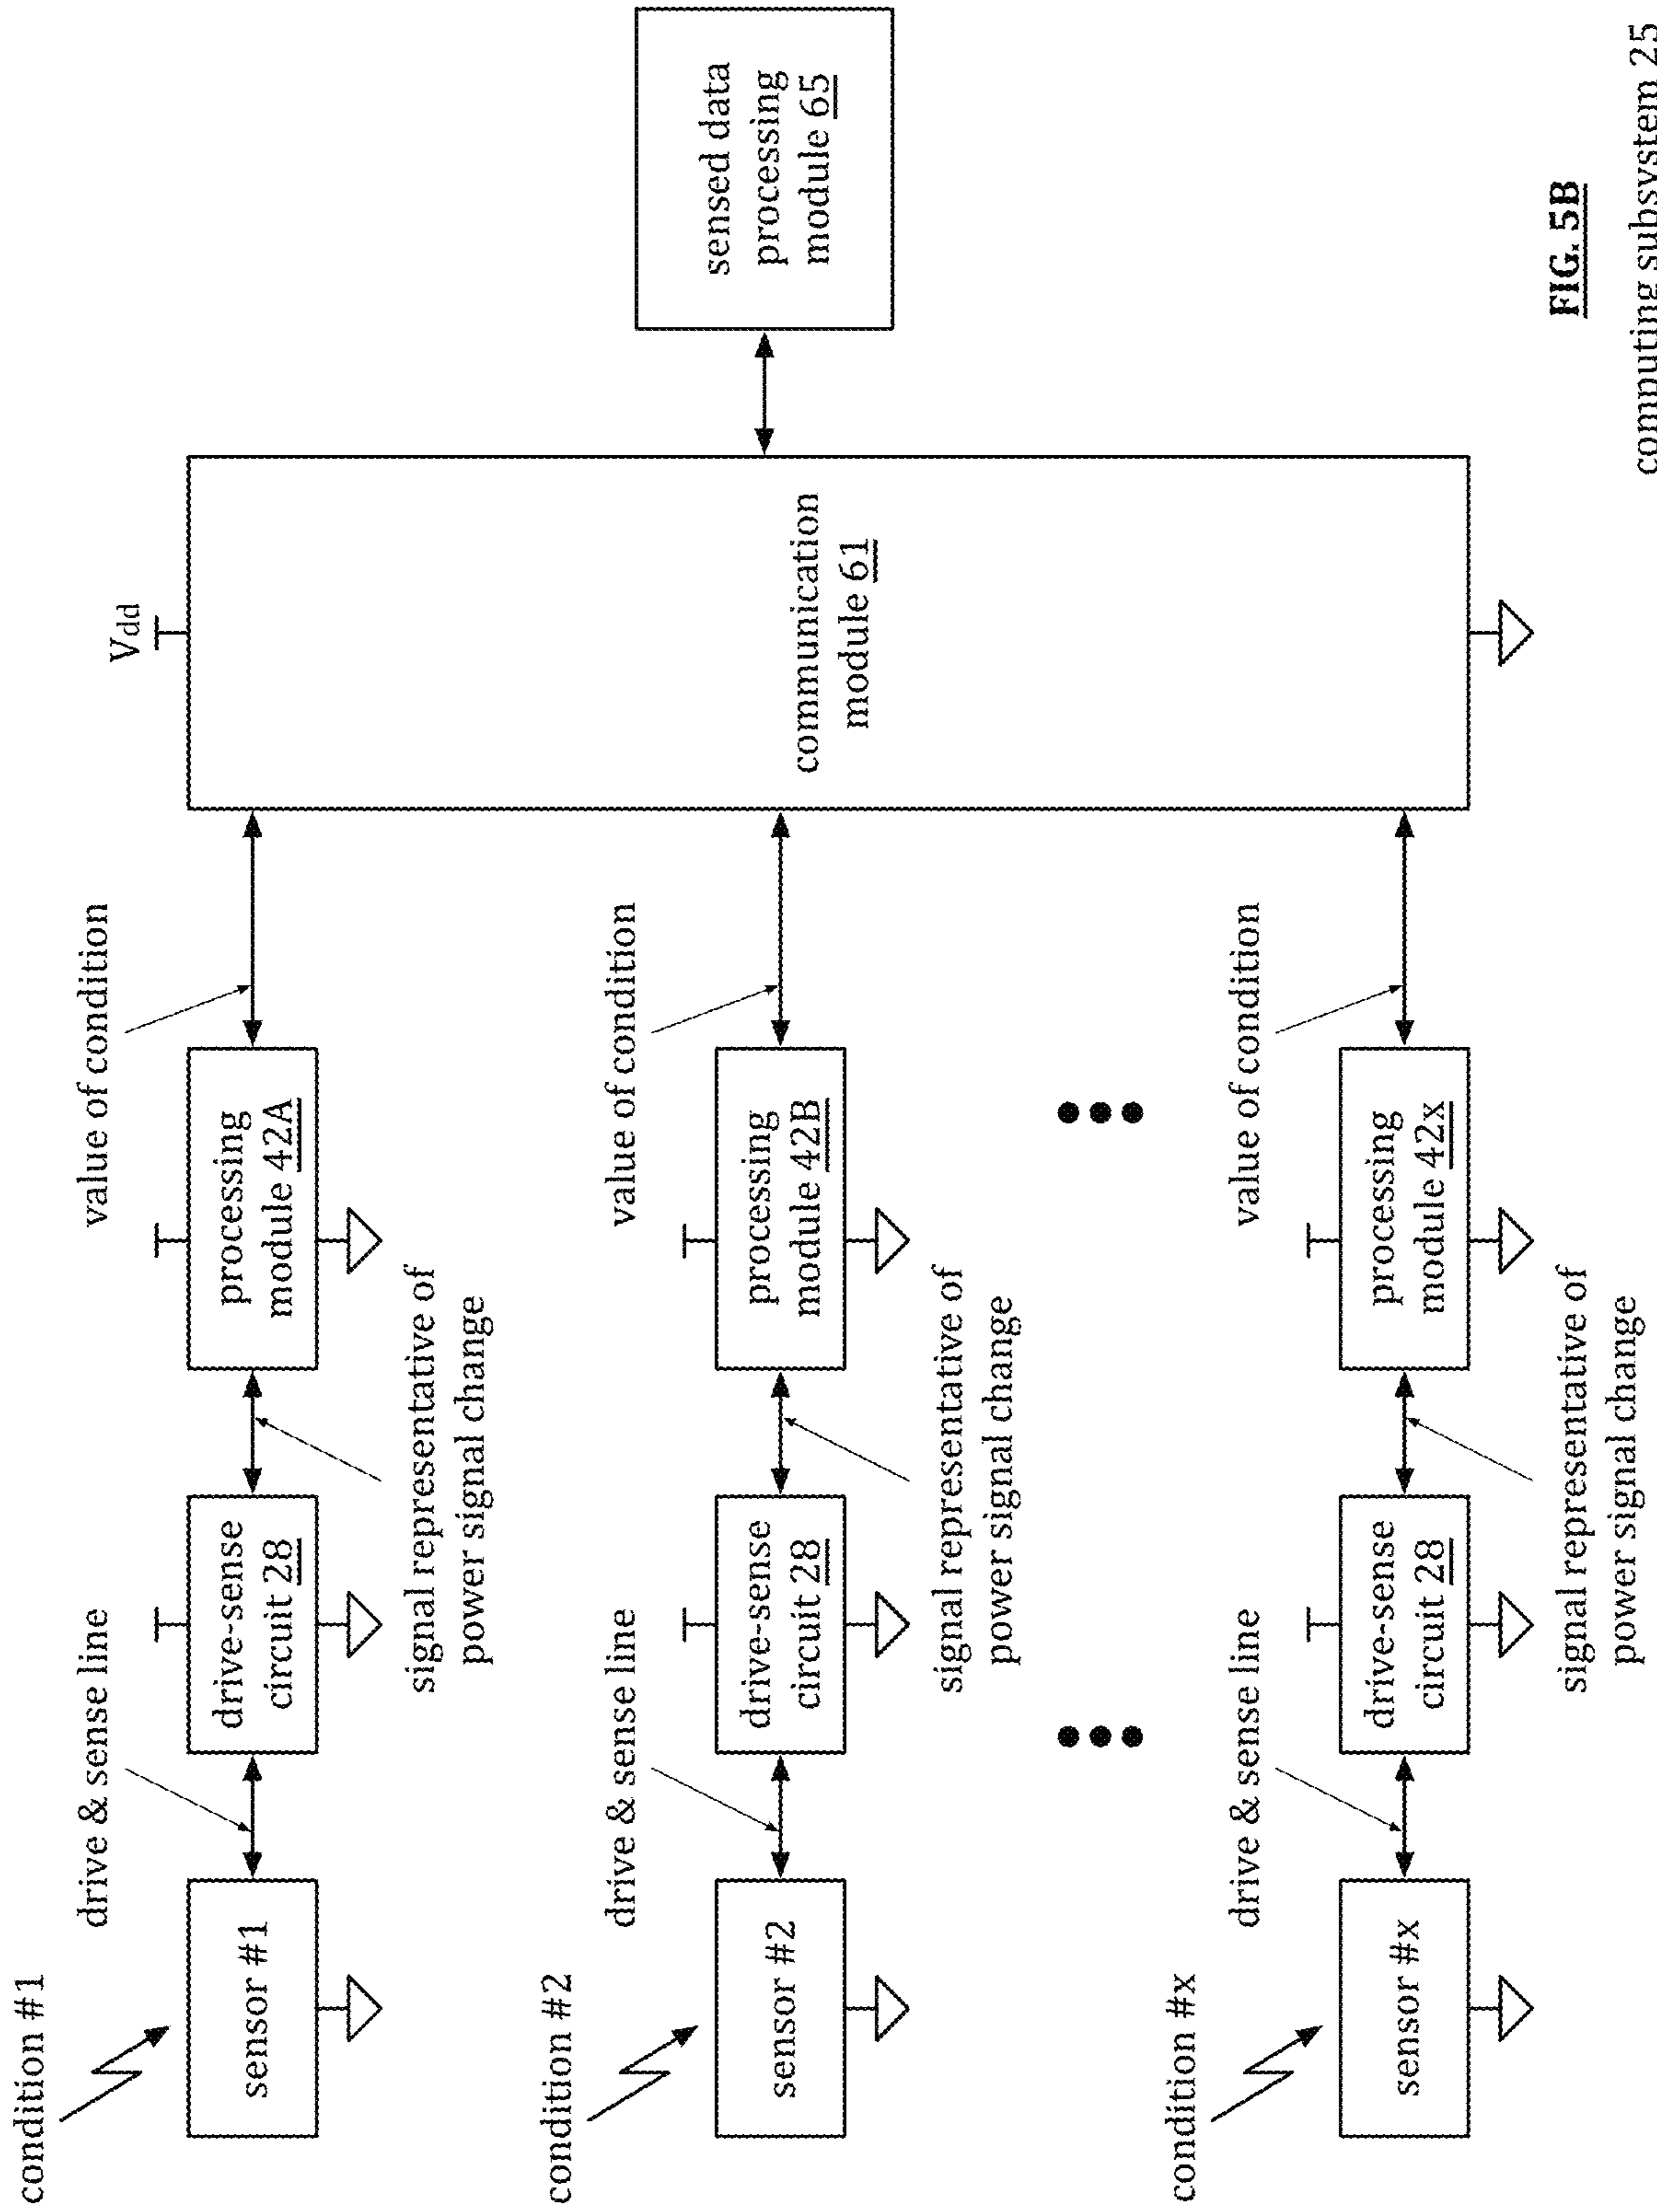 condition #1
drive & sense line
value of condition
Vdd
sensor #1
drive-sense
circuit 28
processing
module 42A
signal representative of
power signal change
condition #2
drive & sense line
value of condition
sensor #2
drive-sense
circuit 28
processing
module 42B
signal representative of
power signal change
communication
module 61
sensed data
processing
module 65
condition #x
drive & sense line
value of condition
sensor #x
drive-sense
circuit 28
processing
module 42x
signal representative of
power signal change
FIG. 5B
computing subsystem 25